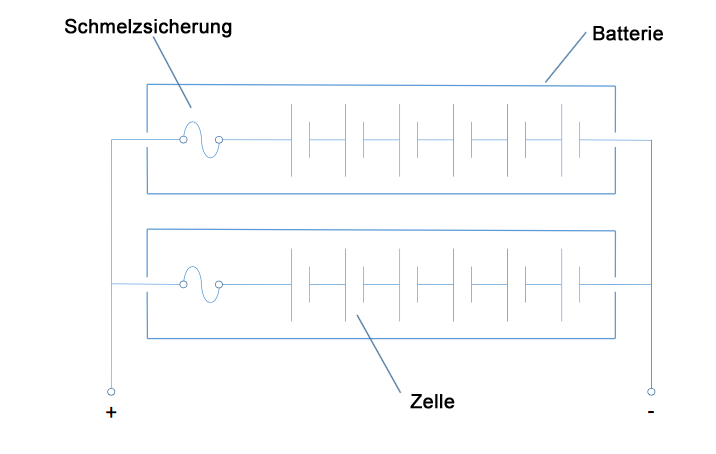 Schmelzsicherung
Batterie
Zelle
+
-